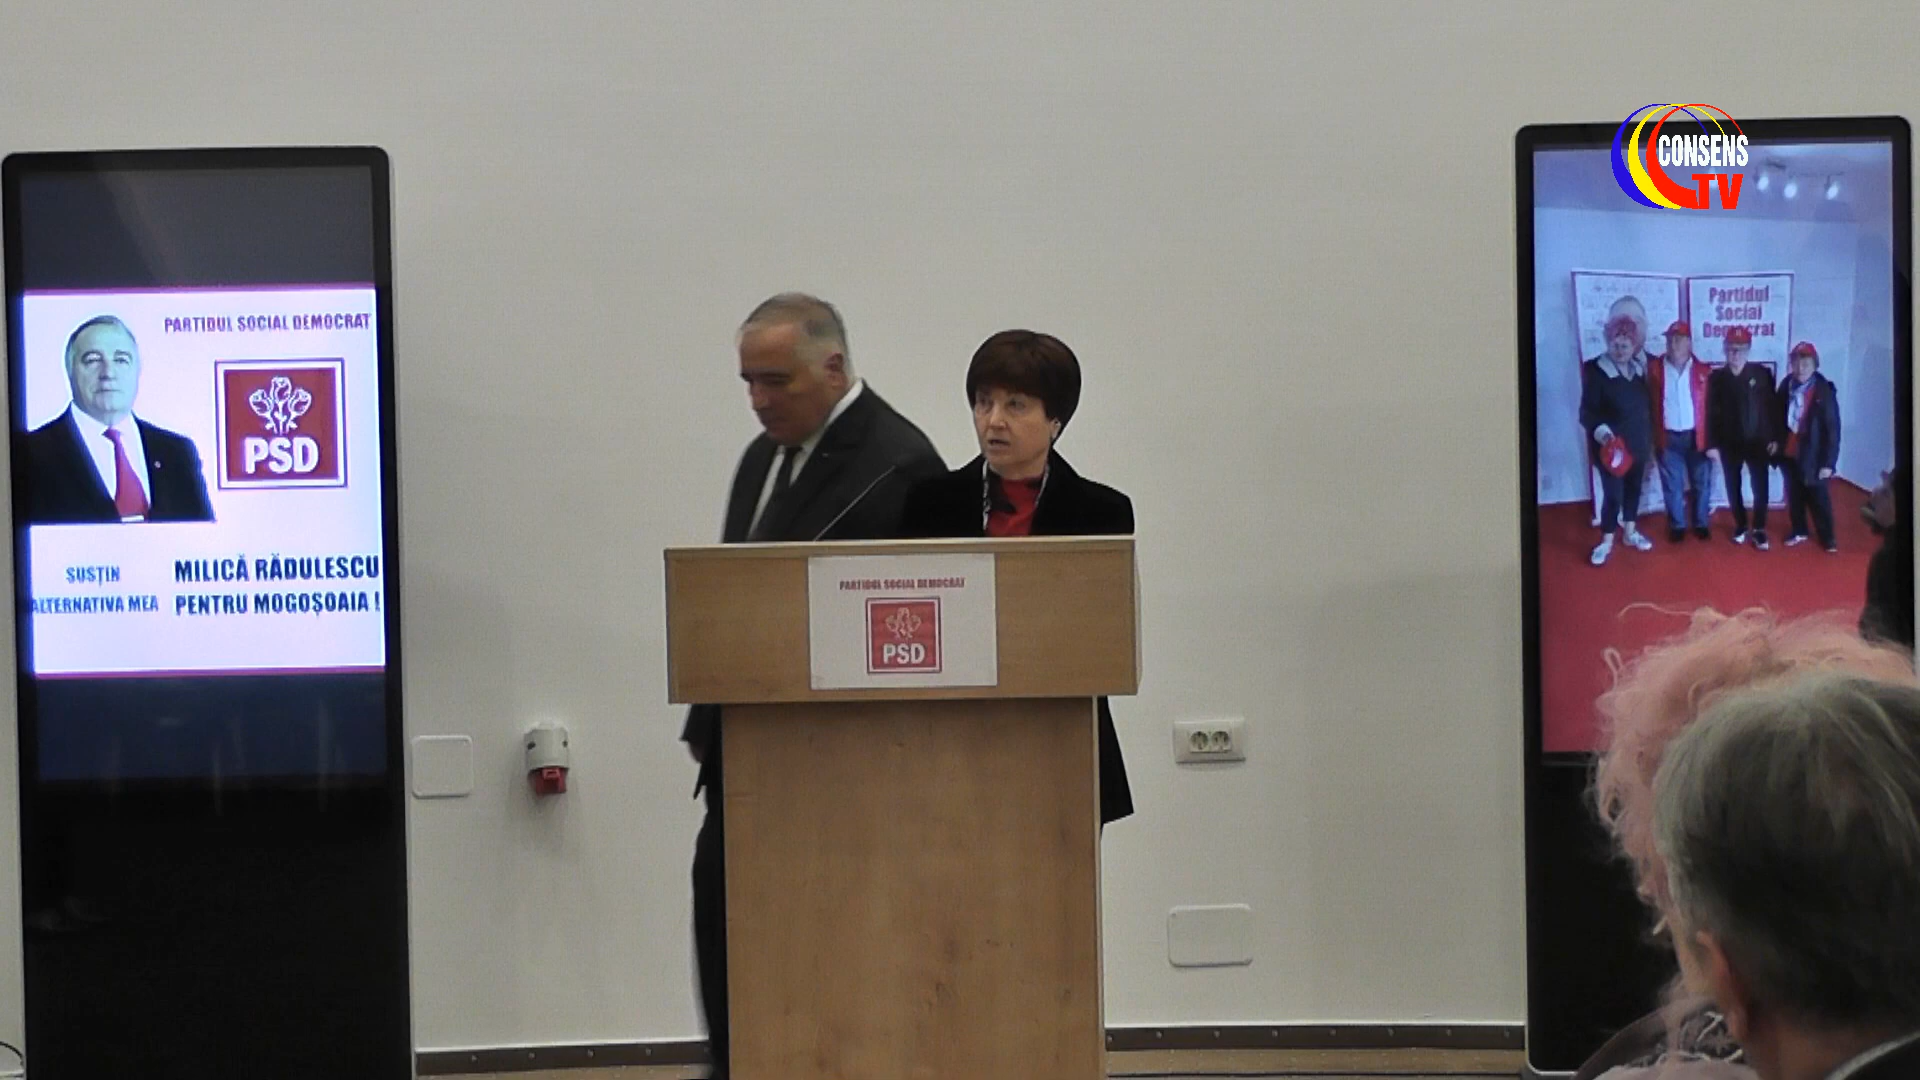 PARTIDUL SOCIAL DEMOCRAT
PSD
SUSȚIN
ALTERNATIVA MEA
MILICĂ RĂDULESCU
PENTRU MOGOȘOAIA !
PARTIDUL SOCIAL DEMOCRAT
PSD
CONSENS
TV
Partidul
Social
Democrat